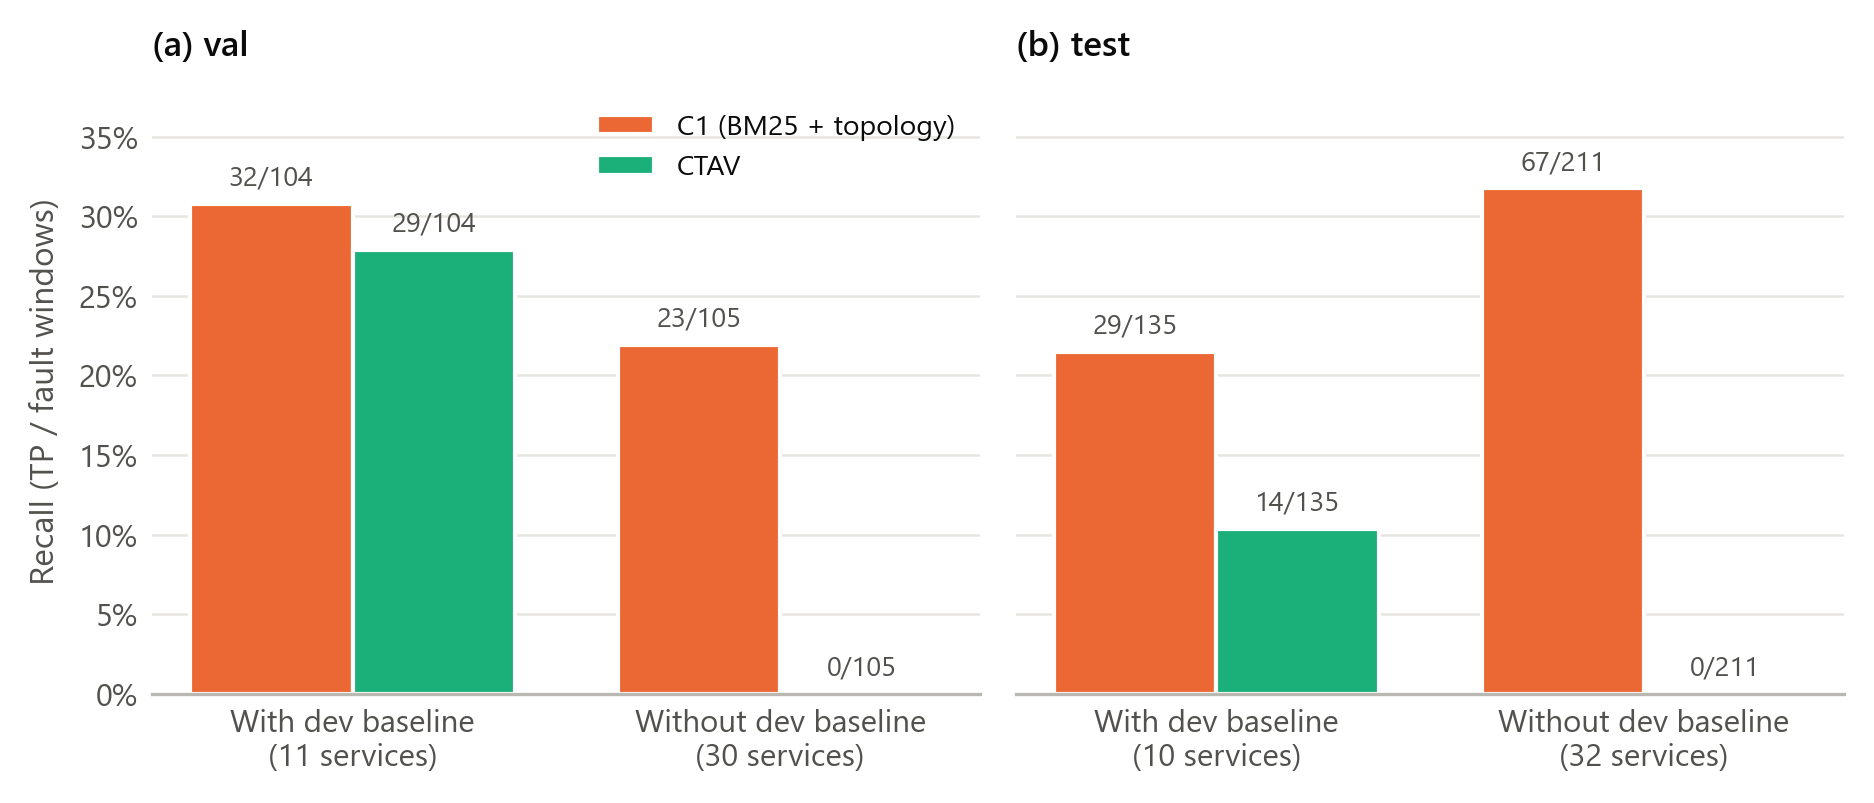 (a) val
(b) test
C1 (BM25 + topology)
CTAV
Recall (TP / fault windows)
35%
30%
25%
20%
15%
10%
5%
0%
32/104
29/104
23/105
0/105
29/135
14/135
67/211
0/211
With dev baseline
(11 services)
Without dev baseline
(30 services)
With dev baseline
(10 services)
Without dev baseline
(32 services)